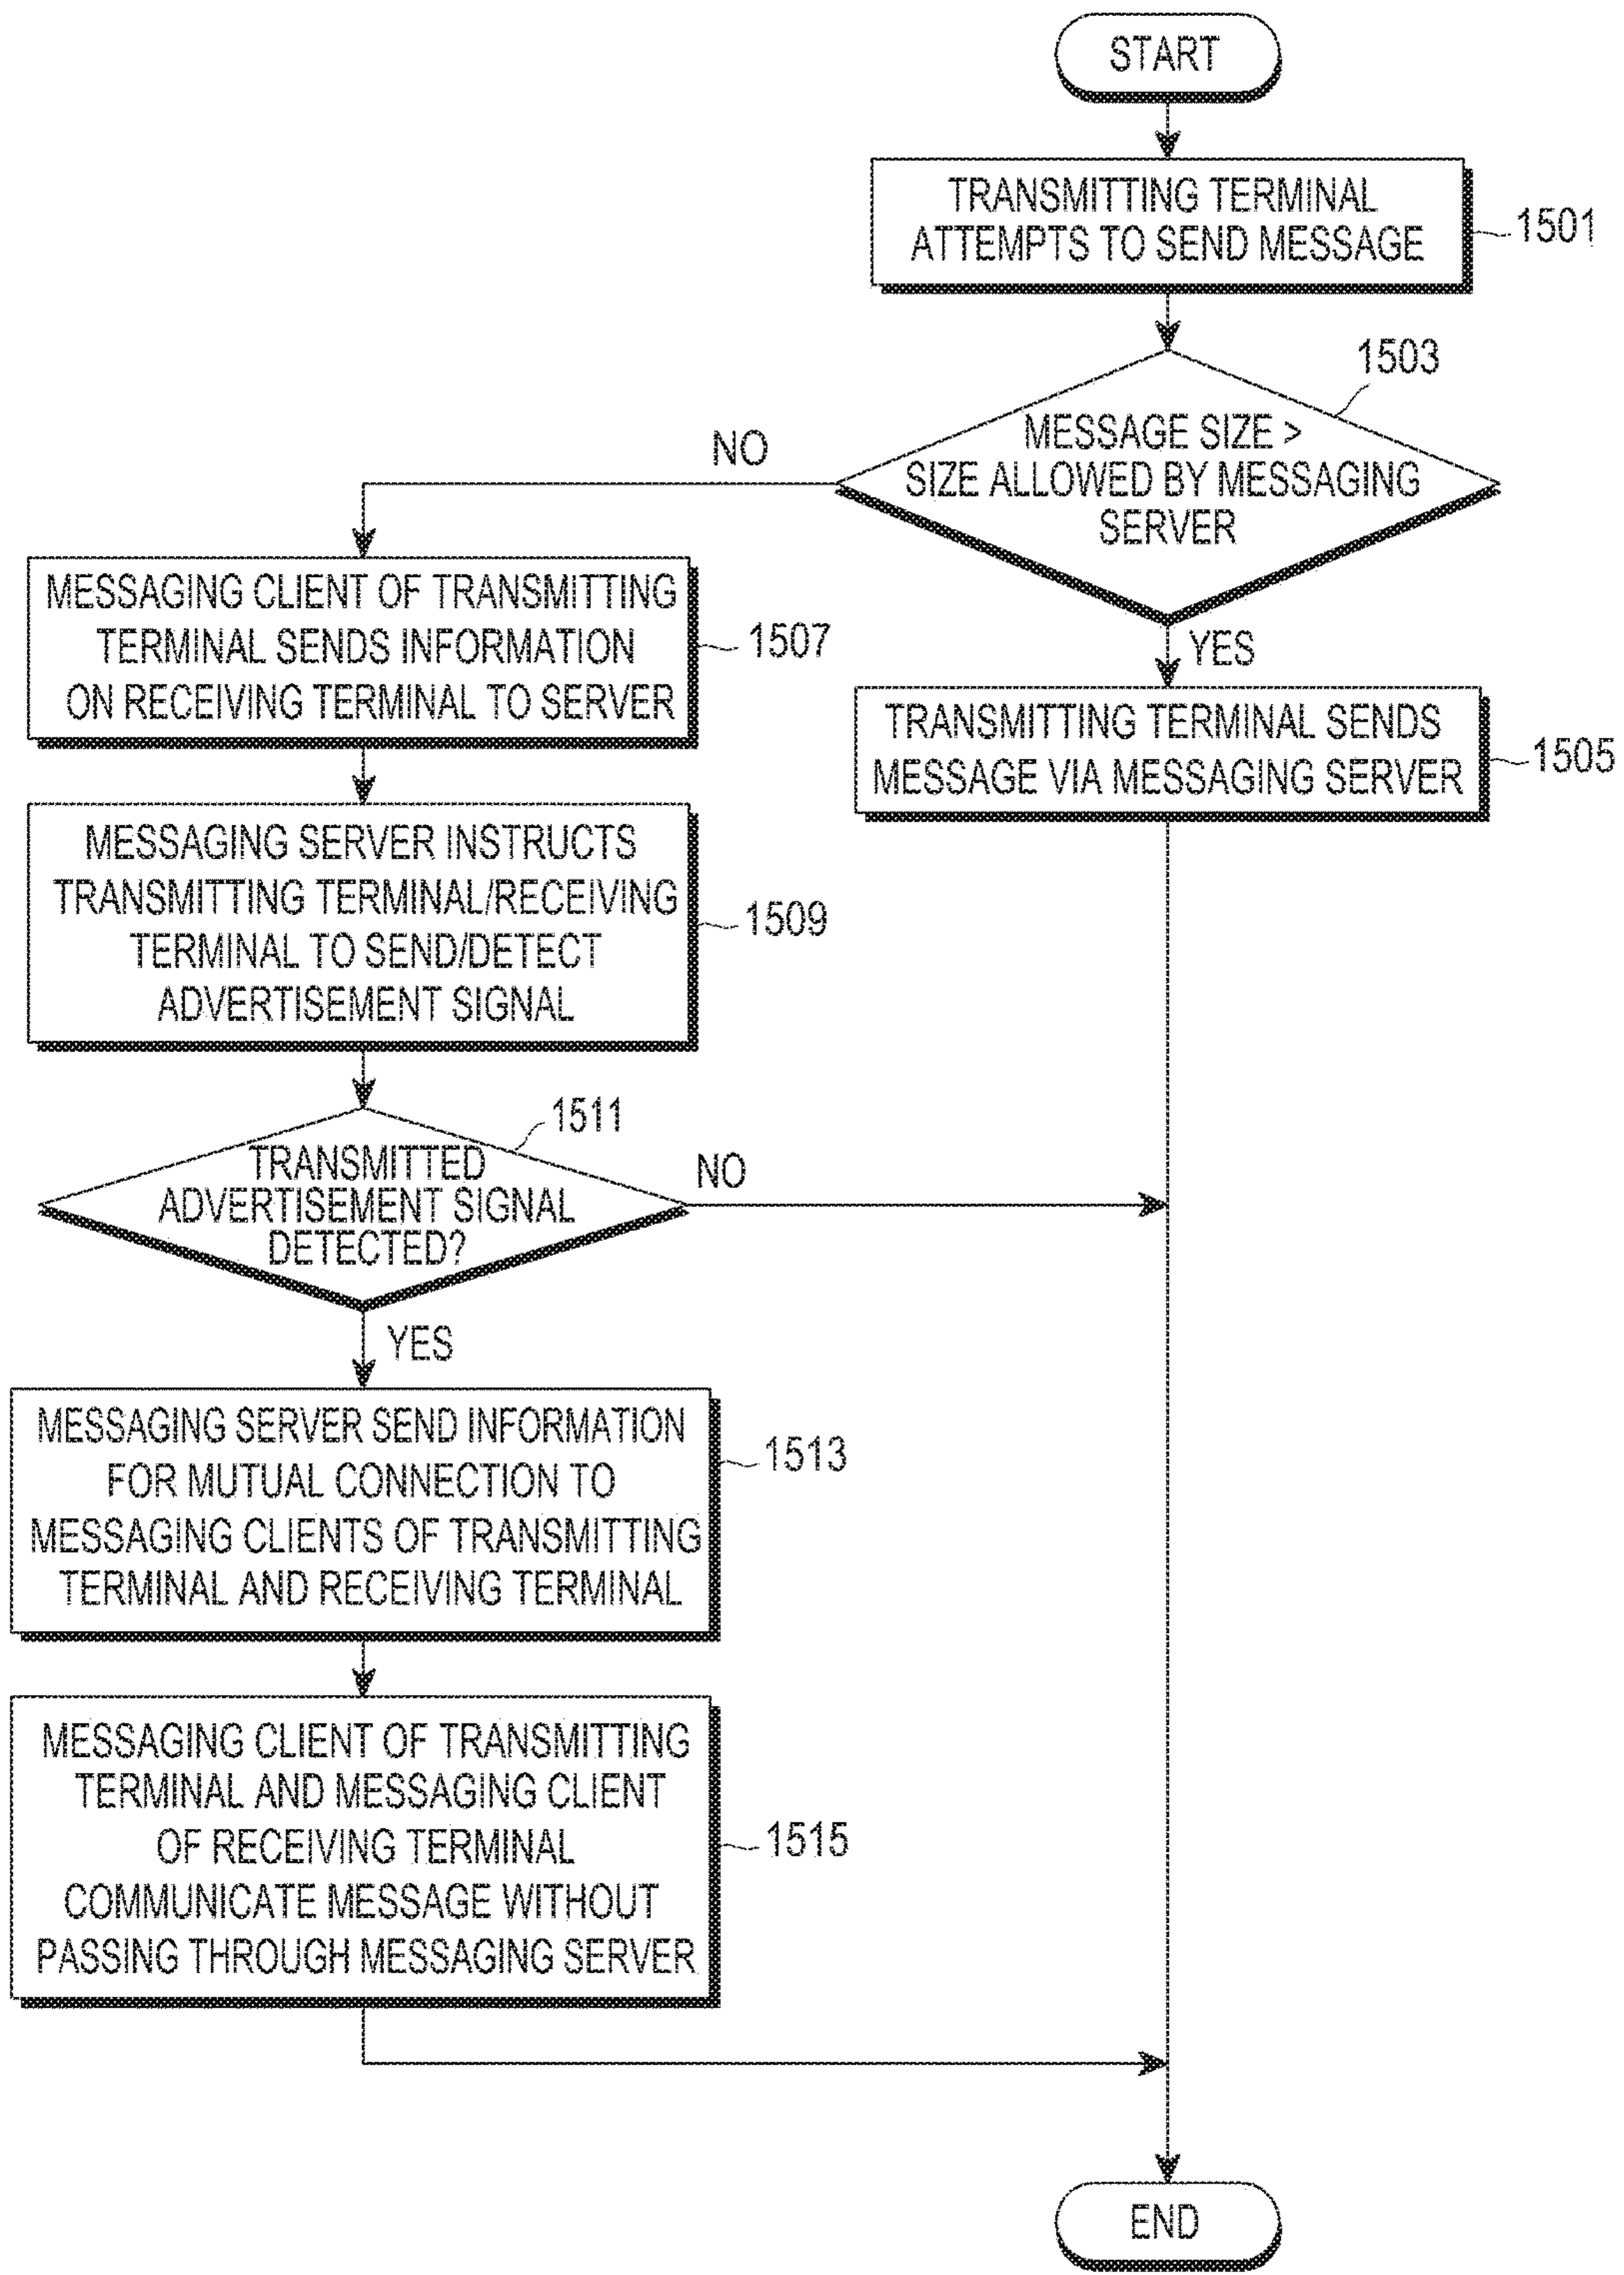 START
TRANSMITTING TERMINAL
ATTEMPTS TO SEND MESSAGE
1501
1503
MESSAGE SIZE >
SIZE ALLOWED BY MESSAGING
SERVER
NO
YES
MESSAGING CLIENT OF TRANSMITTING
TERMINAL SENDS INFORMATION
ON RECEIVING TERMINAL TO SERVER
1507
TRANSMITTING TERMINAL SENDS
MESSAGE VIA MESSAGING SERVER
1505
MESSAGING SERVER INSTRUCTS
TRANSMITTING TERMINAL/RECEIVING
TERMINAL TO SEND/DETECT
ADVERTISEMENT SIGNAL
1509
1511
TRANSMITTED
ADVERTISEMENT SIGNAL
DETECTED?
NO
YES
MESSAGING SERVER SEND INFORMATION
FOR MUTUAL CONNECTION TO
MESSAGING CLIENTS OF TRANSMITTING
TERMINAL AND RECEIVING TERMINAL
1513
MESSAGING CLIENT OF TRANSMITTING
TERMINAL AND MESSAGING CLIENT
OF RECEIVING TERMINAL
COMMUNICATE MESSAGE WITHOUT
PASSING THROUGH MESSAGING SERVER
1515
END